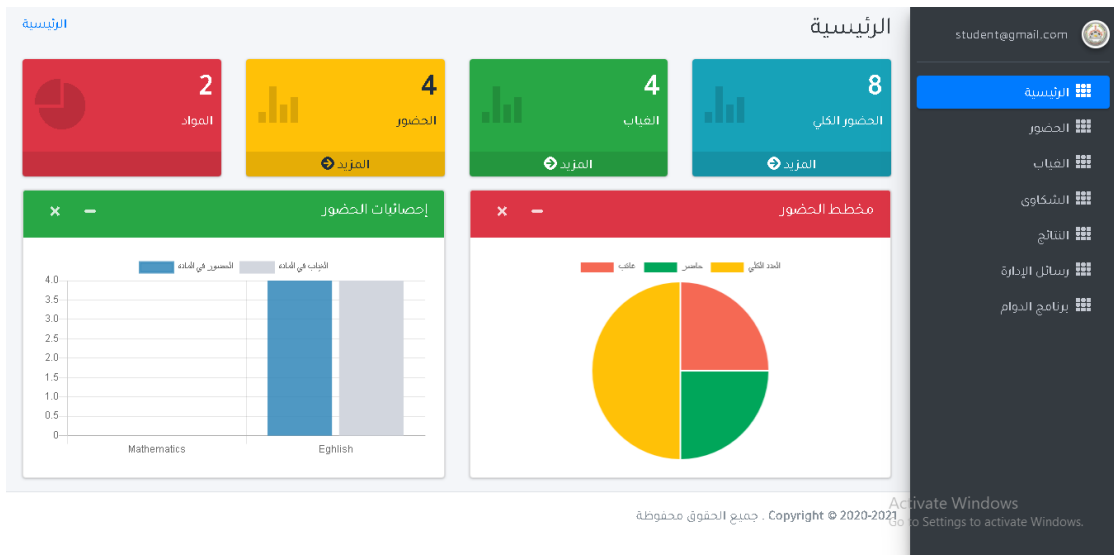 student@gmail.com
الرئيسية
الحضور
الغياب
الشكاوى
النتائج
رسائل الإدارة
برنامج الدوام
الرئيسية
الرئيسية
8
الحضور الكلي
المزيد
4
الغياب
المزيد
4
الحضور
المزيد
2
المواد
مخطط الحضور
العدد الكلي
حاضر
غائب
إحصائيات الحضور
الغياب في المادة
الحضور في المادة
4.0
3.5
3.0
2.5
2.0
1.5
1.0
0.5
0
Mathematics Eghlish
Copyright © 2020-2021 . جميع الحقوق محفوظة
Activate Windows
Go to Settings to activate Windows.